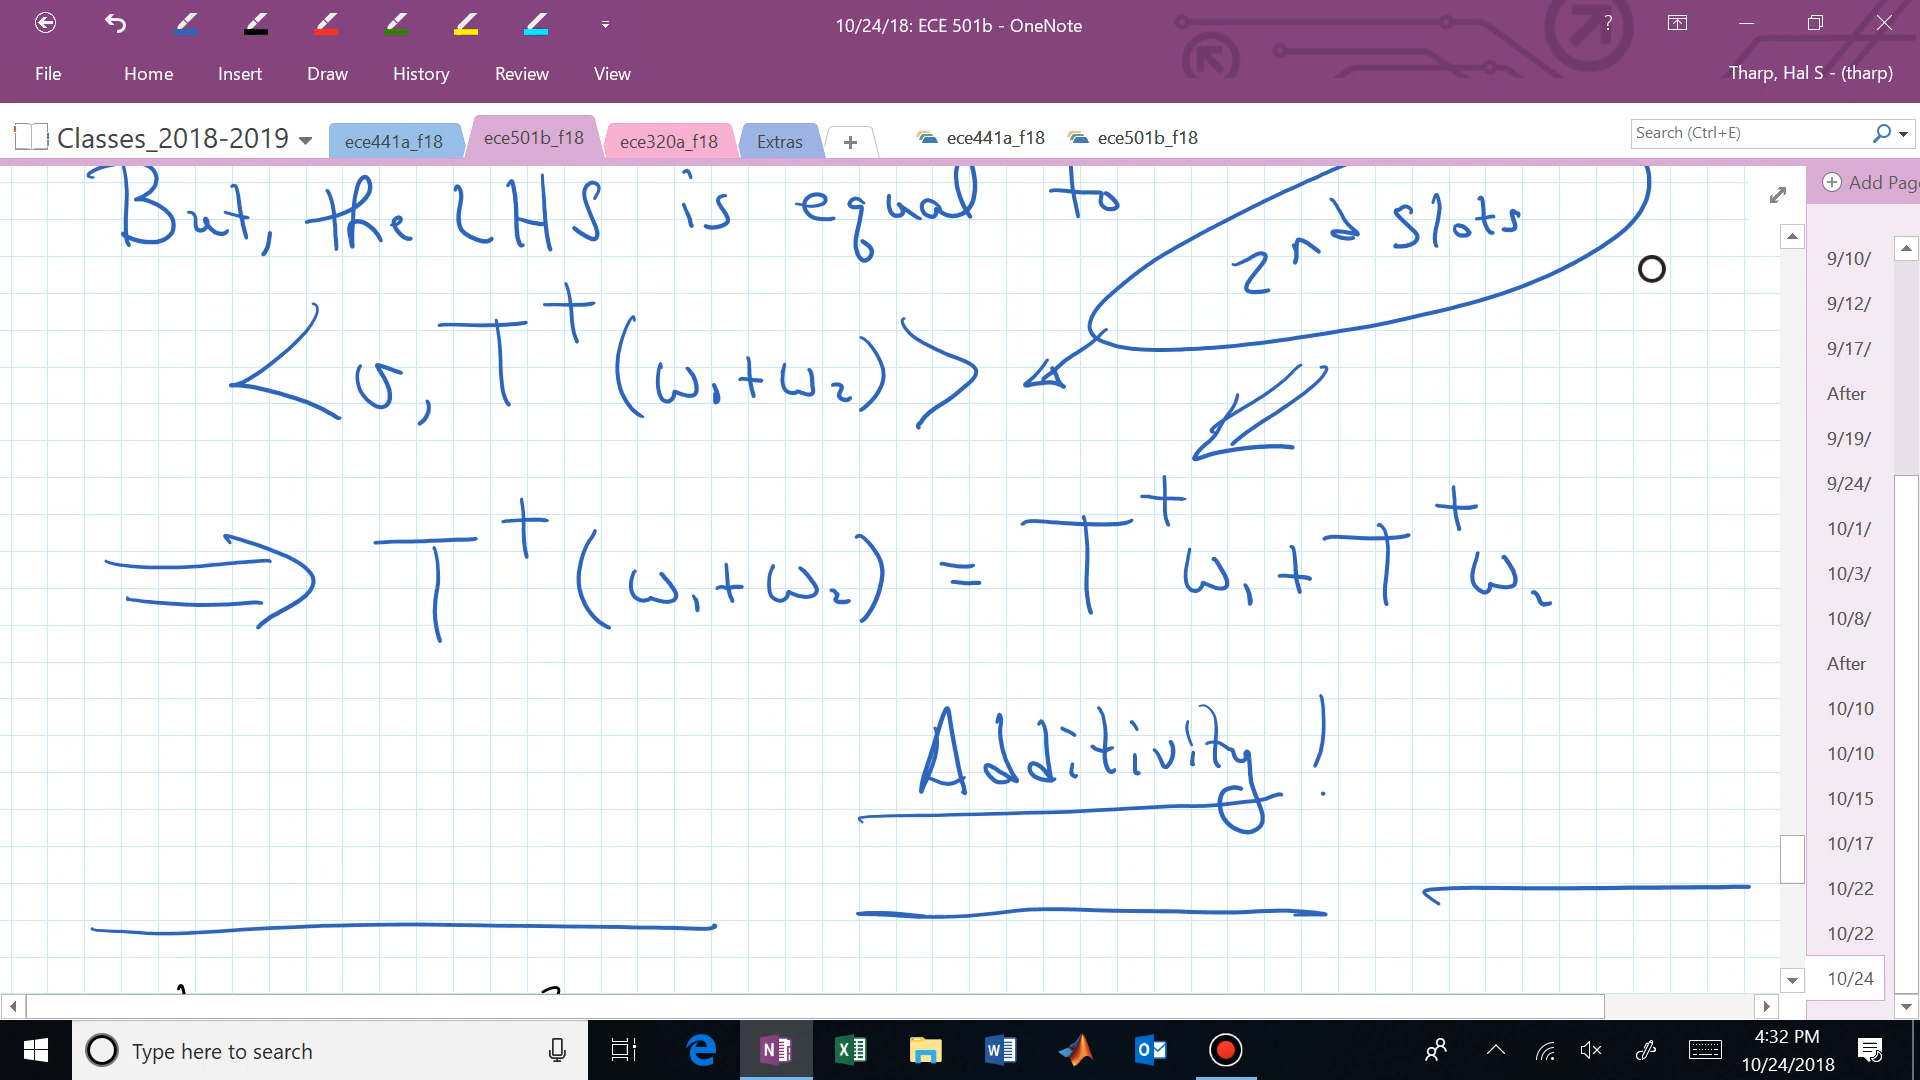 10/24/18: ECE 501b - OneNote
?
File Home Insert Draw History Review View
Tharp, Hal S - (tharp)
Classes_2018-2019
ece441a_f18 ece501b_f18 ece320a_f18 Extras + ece441a_f18 ece501b_f18
Search (Ctrl+E)
Add Pag
But, the LHS is equal to
2nd slots
<v, T⁺(w₁+w₂)>
⇒ T⁺(w₁+w₂) = T⁺w₁+T⁺w₂
Additivity!
9/10/
9/12/
9/17/
After
9/19/
9/24/
10/1/
10/3/
10/8/
After
10/10
10/10
10/15
10/17
10/22
10/22
10/24
Type here to search
4:32 PM
10/24/2018